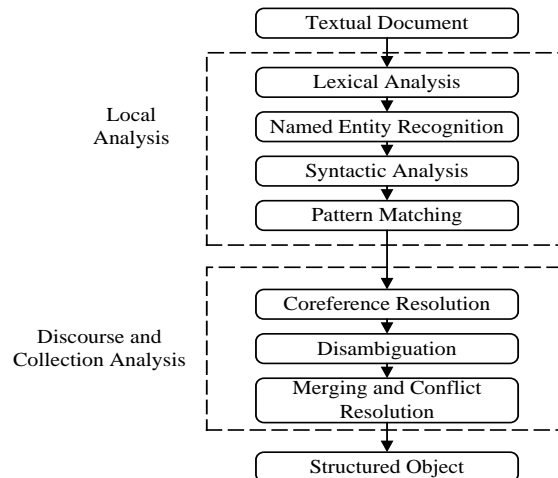 Textual Document
Lexical Analysis
Local
Analysis
Named Entity Recognition
Syntactic Analysis
Pattern Matching
Coreference Resolution
Discourse and
Collection Analysis
Disambiguation
Merging and Conflict
Resolution
Structured Object